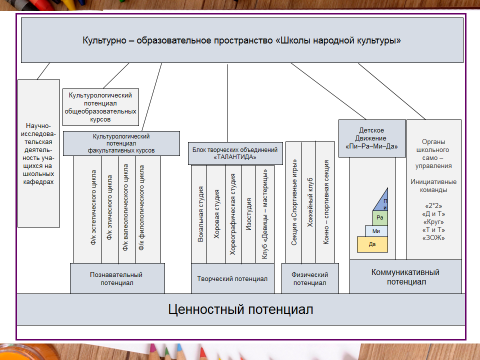 Культурно – образовательное пространство «Школы народной культуры»
Научно-
исследова-
тельская
деятель-
ность уча-
щихся на
школьных
кафедрах
Культурологический
потенциал
общеобразовательных
курсов
Культурологический
потенциал
факультативных курсов
Ф/к эстетического цикла
Ф/к этического цикла
Ф/к валеологического цикла
Ф/к филологического цикла
Познавательный
потенциал
Блок творческих объединений
«ТАЛАНТИДА»
Вокальная студия
Хоровая студия
Хореографическая студия
Изостудия
Клуб «Девицы – мастерицы»
Творческий потенциал
Секция «Спортивные игры»
Хоккейный клуб
Конно – спортивная секция
Физический
потенциал
Детское
Движение
«Пи–Ра–Ми–Да»
Ра
Ми
Да
Органы
школьного
само –
управления
Инициативные
команды
«2*2»
«Д и Т»
«Круг»
«Т и Т»
«ЗОЖ»
Коммуникативный
потенциал
Ценностный потенциал